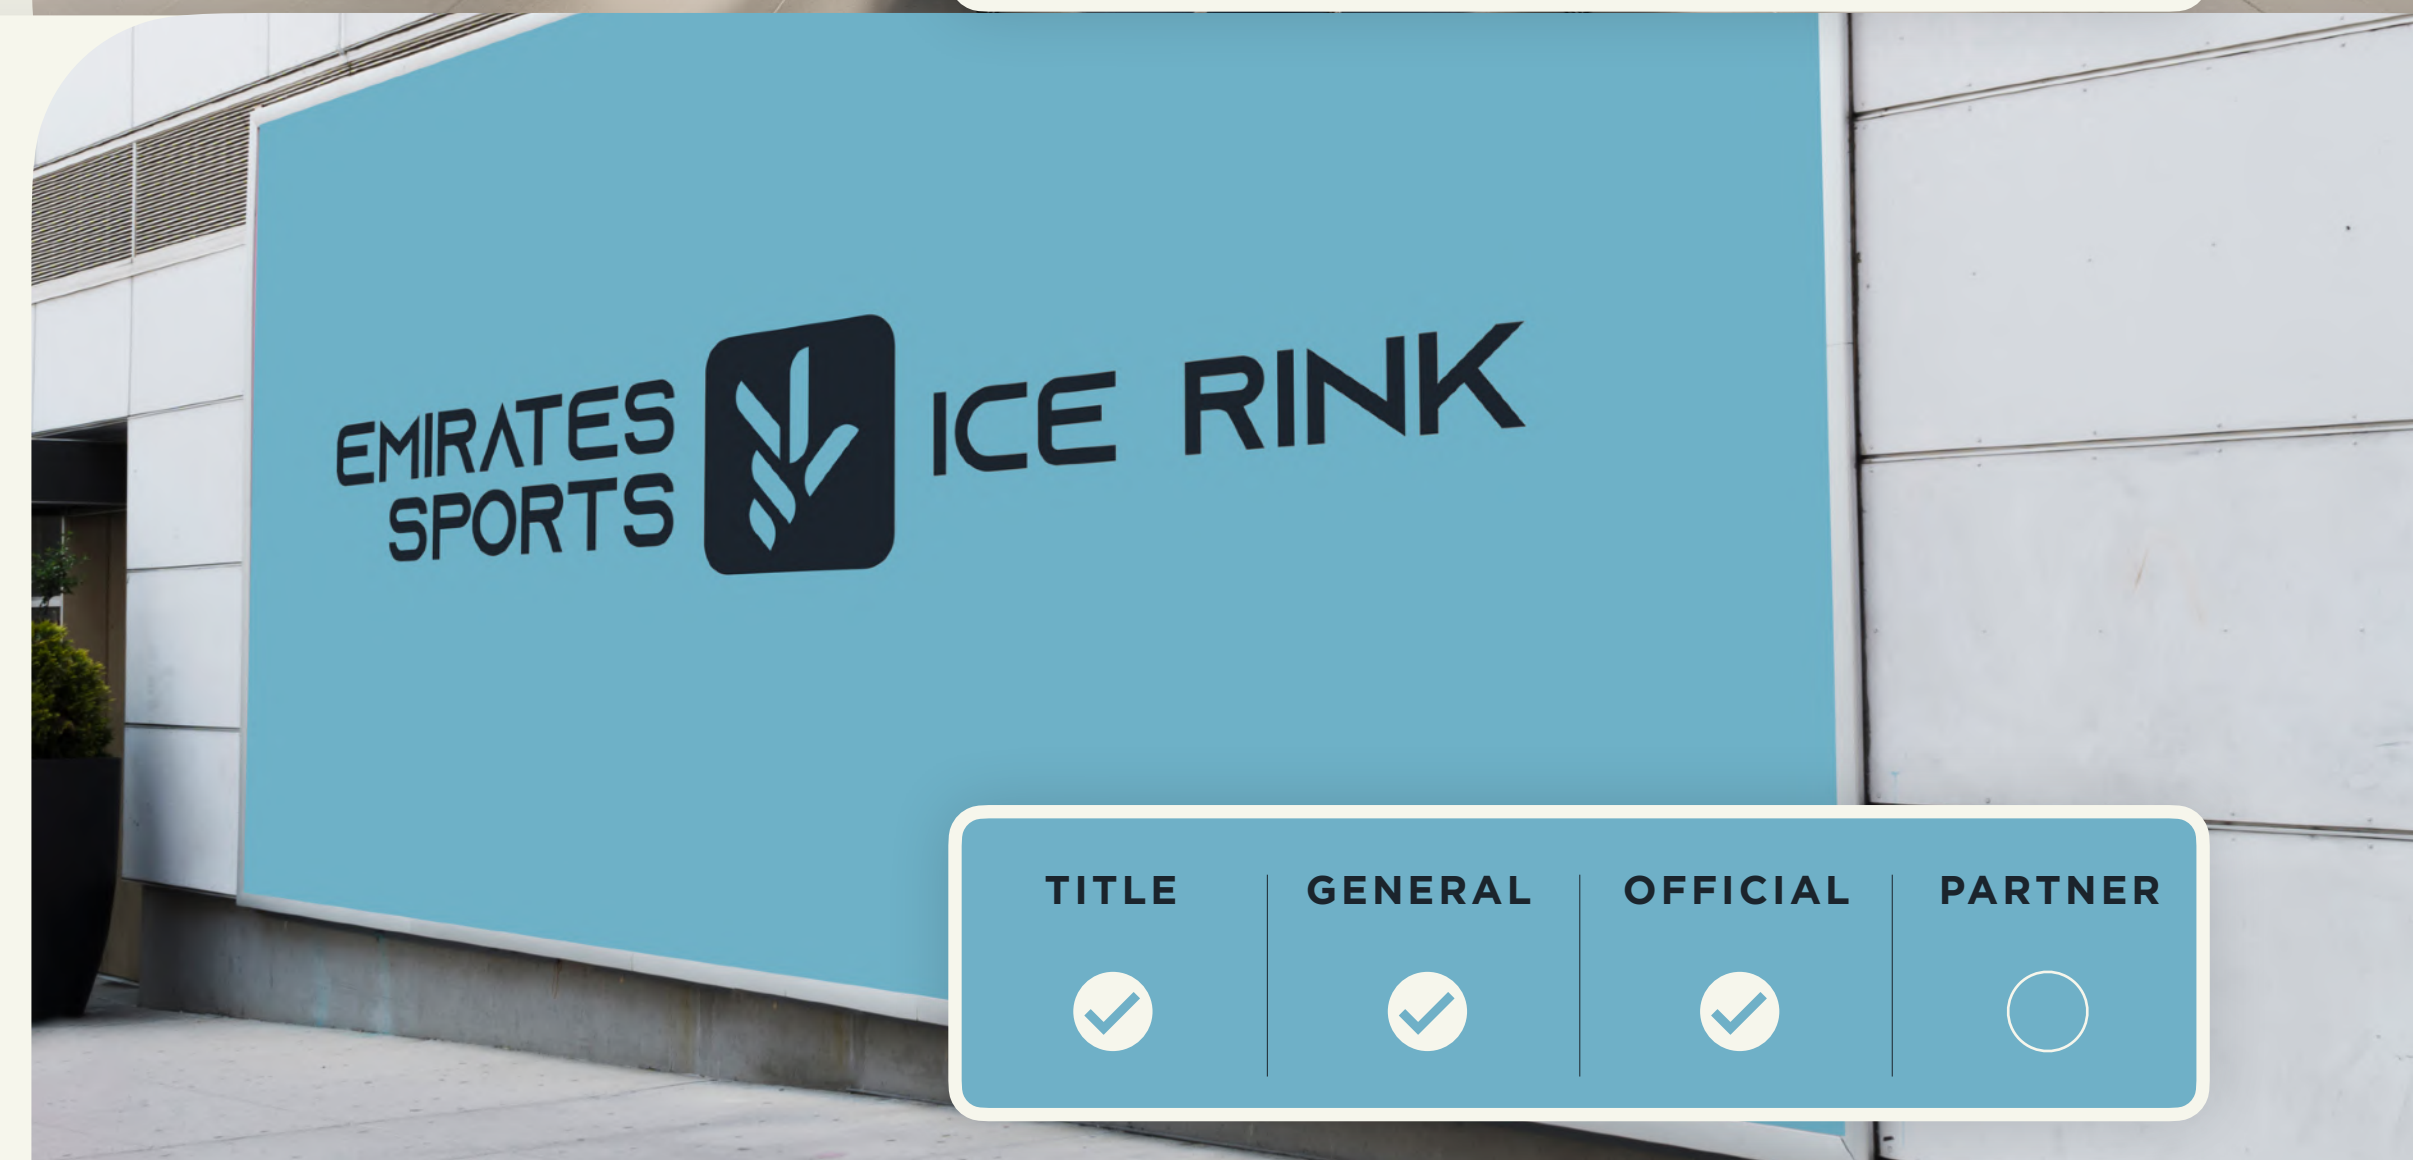 EMIRATES
SPORTS
ICE RINK
TITLE
GENERAL
OFFICIAL
PARTNER